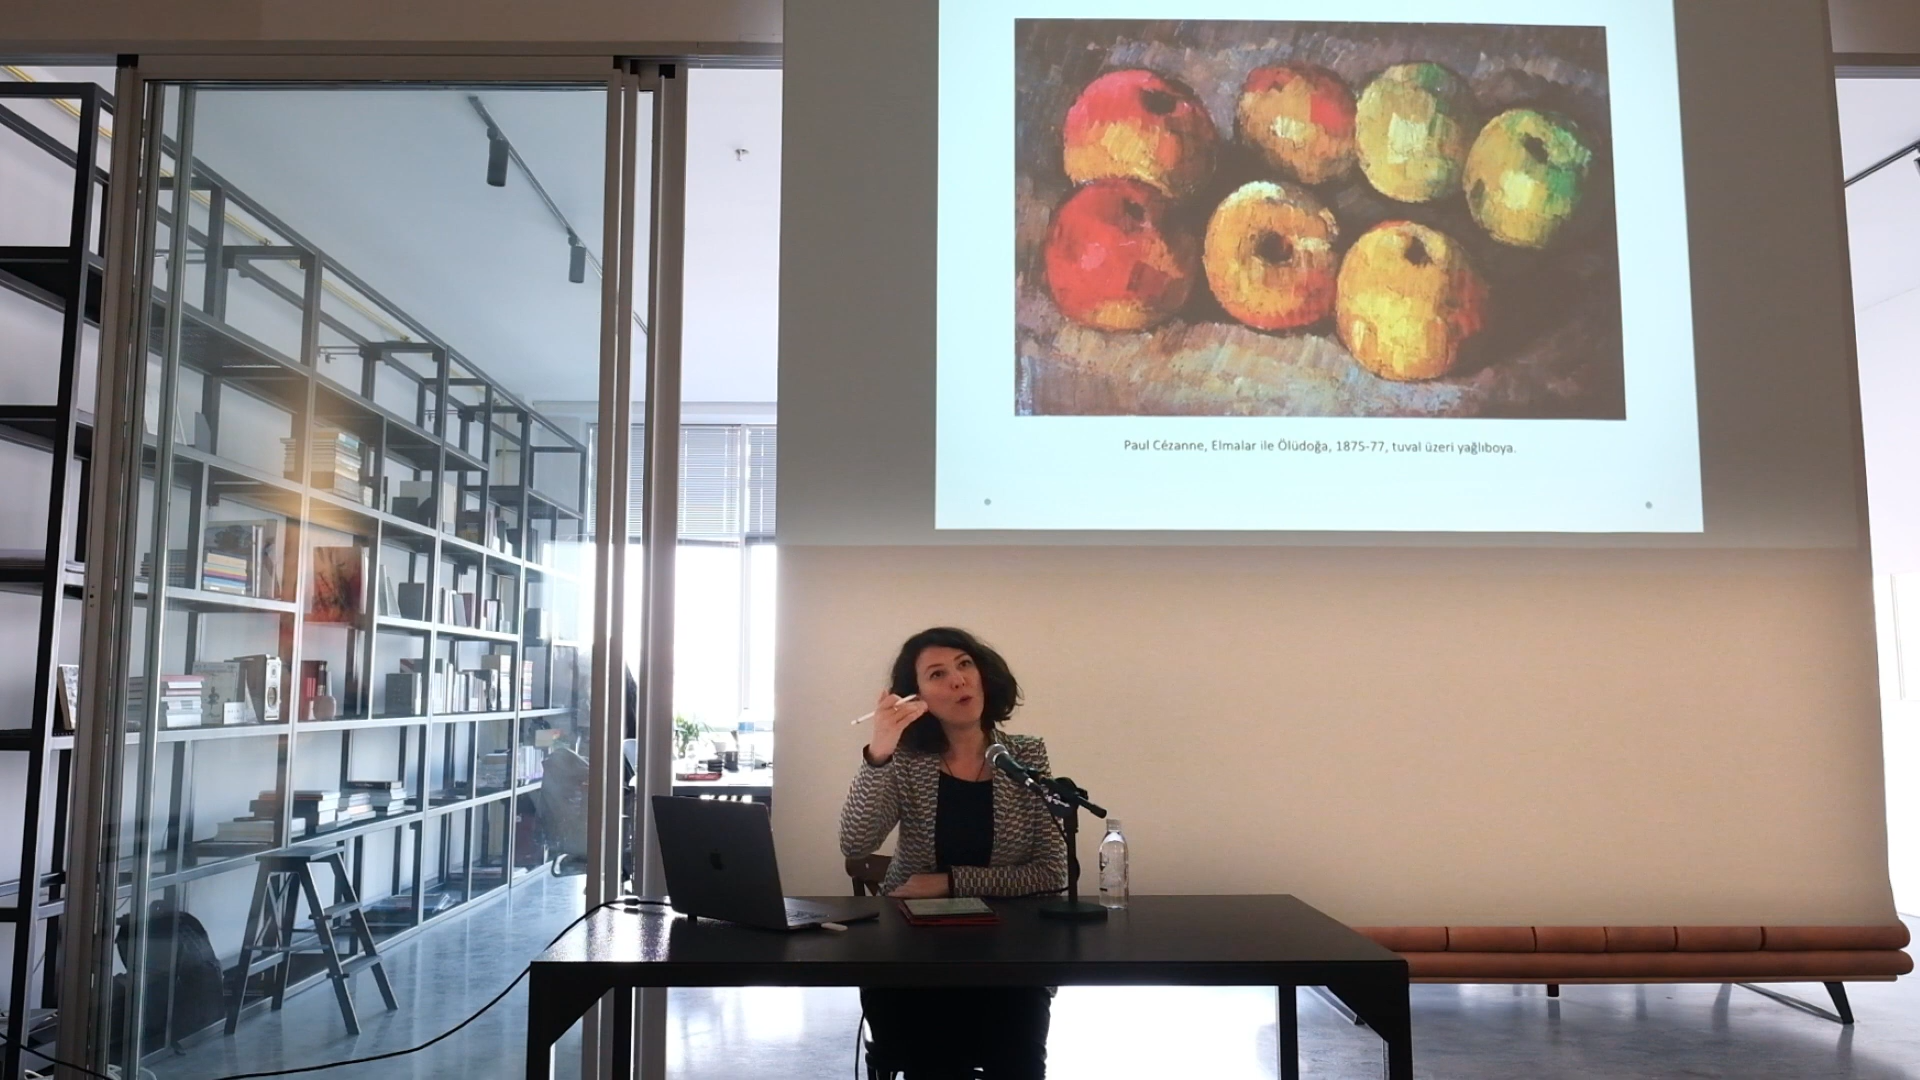 Paul Cézanne, Elmalar ile Ölüdoğa, 1875-77, tuval üzeri yağlıboya.